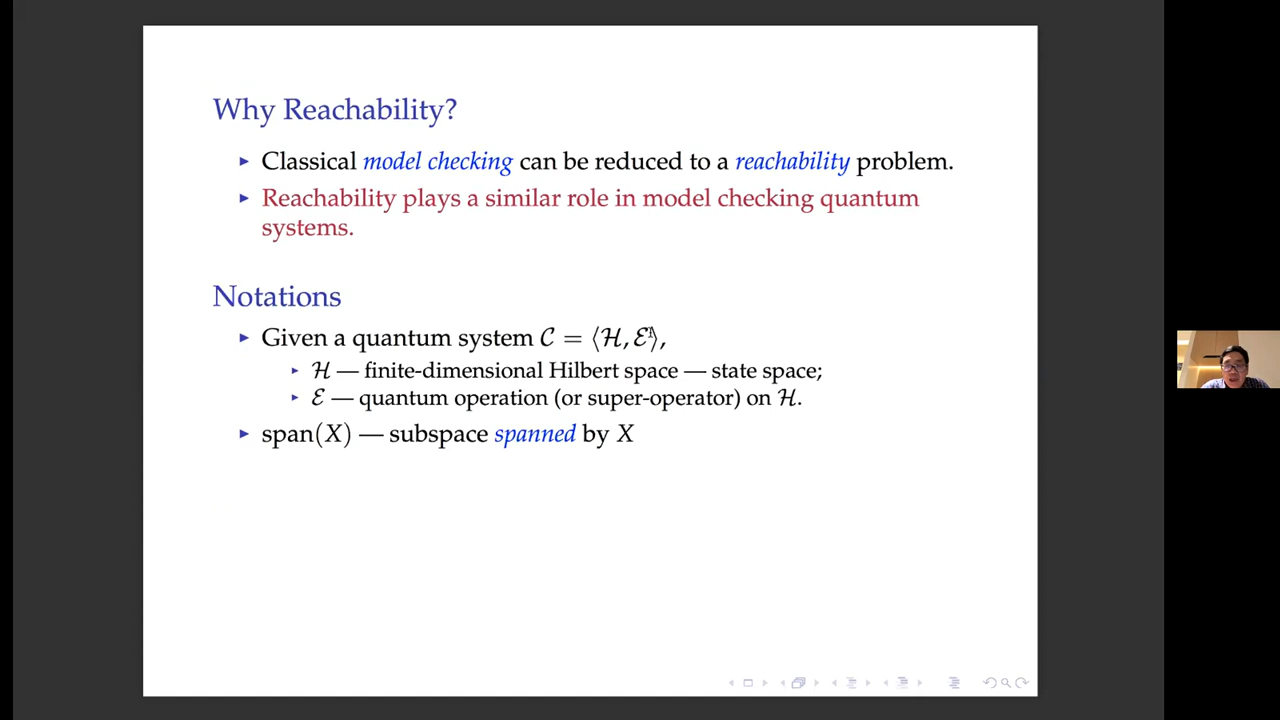 Why Reachability?
▸ Classical model checking can be reduced to a reachability problem.
▸ Reachability plays a similar role in model checking quantum
systems.
Notations
▸ Given a quantum system 𝒞 = ⟨ℋ, ℰ⟩,
▸ ℋ — finite-dimensional Hilbert space — state space;
▸ ℰ — quantum operation (or super-operator) on ℋ.
▸ span(X) — subspace spanned by X